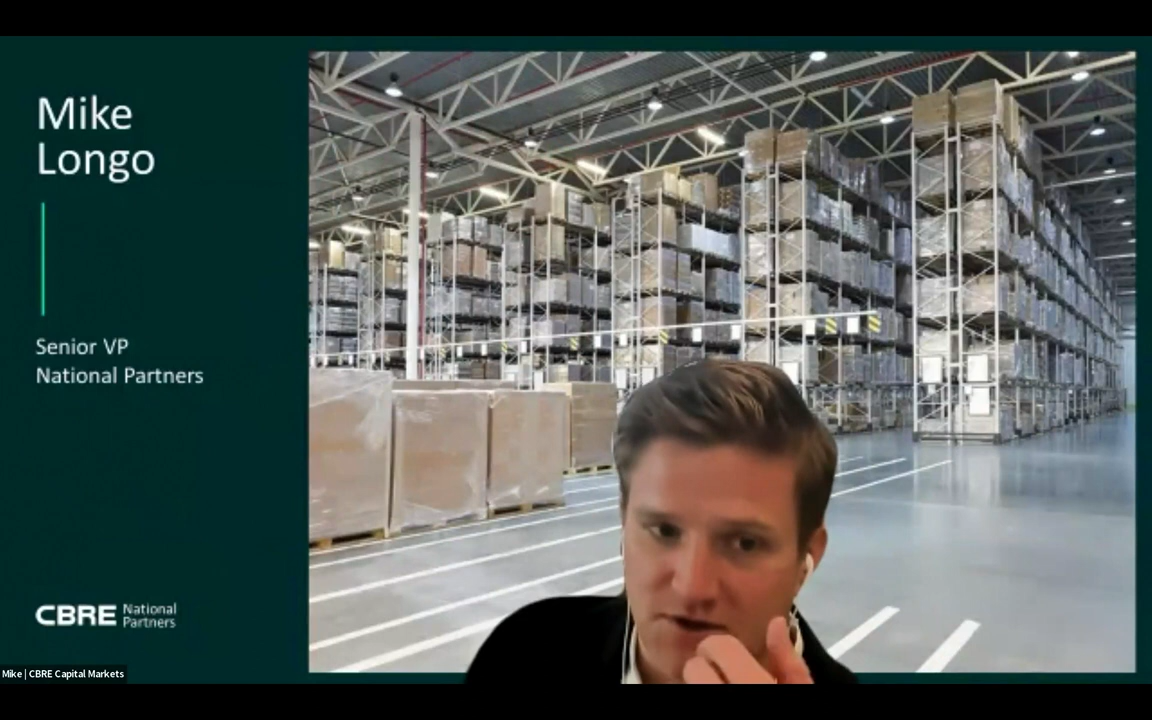 Mike
Longo
Senior VP
National Partners
CBRE National
Partners
Mike | CBRE Capital Markets